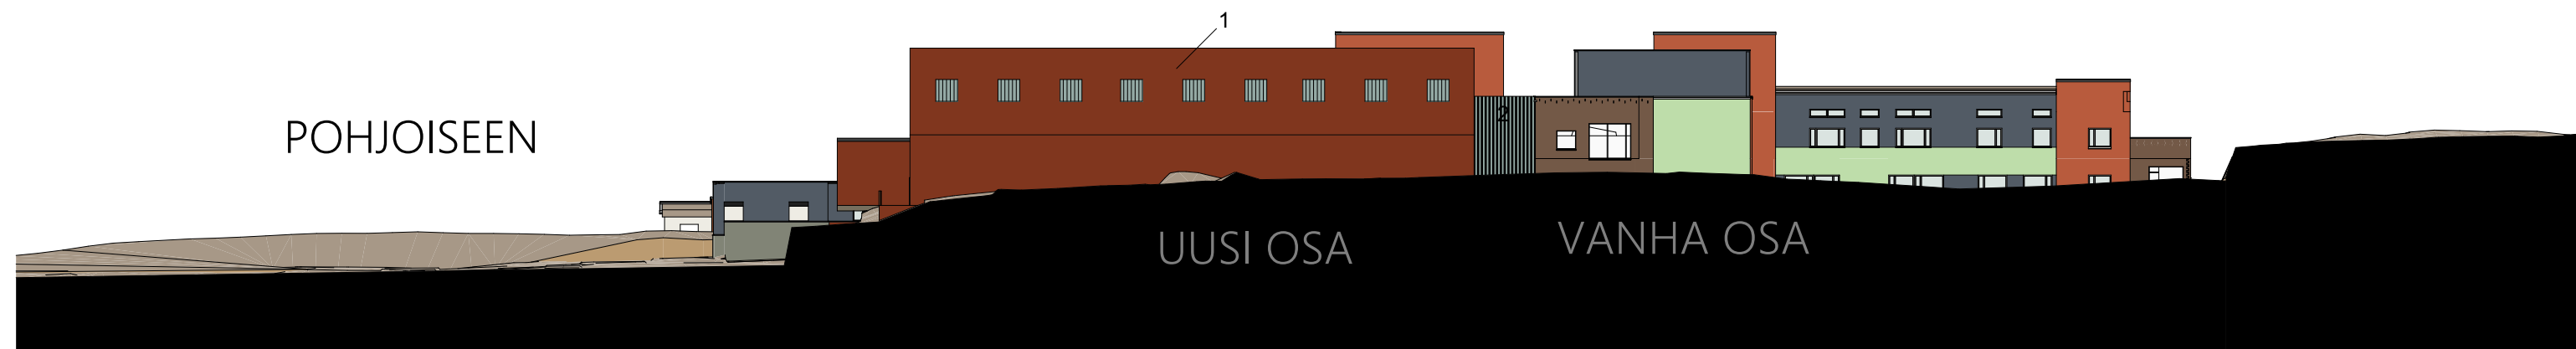 1
POHJOISEEN
2
UUSI OSA
VANHA OSA